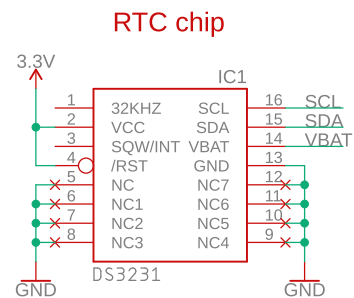 RTC chip
3.3V
IC1
1 32KHZ SCL 16 SCL
2 VCC SDA 15 SDA
3 SQW/INT VBAT 14 VBAT
4 /RST GND 13
5 NC NC7 12
6 NC1 NC6 11
7 NC2 NC5 10
8 NC3 NC4 9
DS3231
GND GND